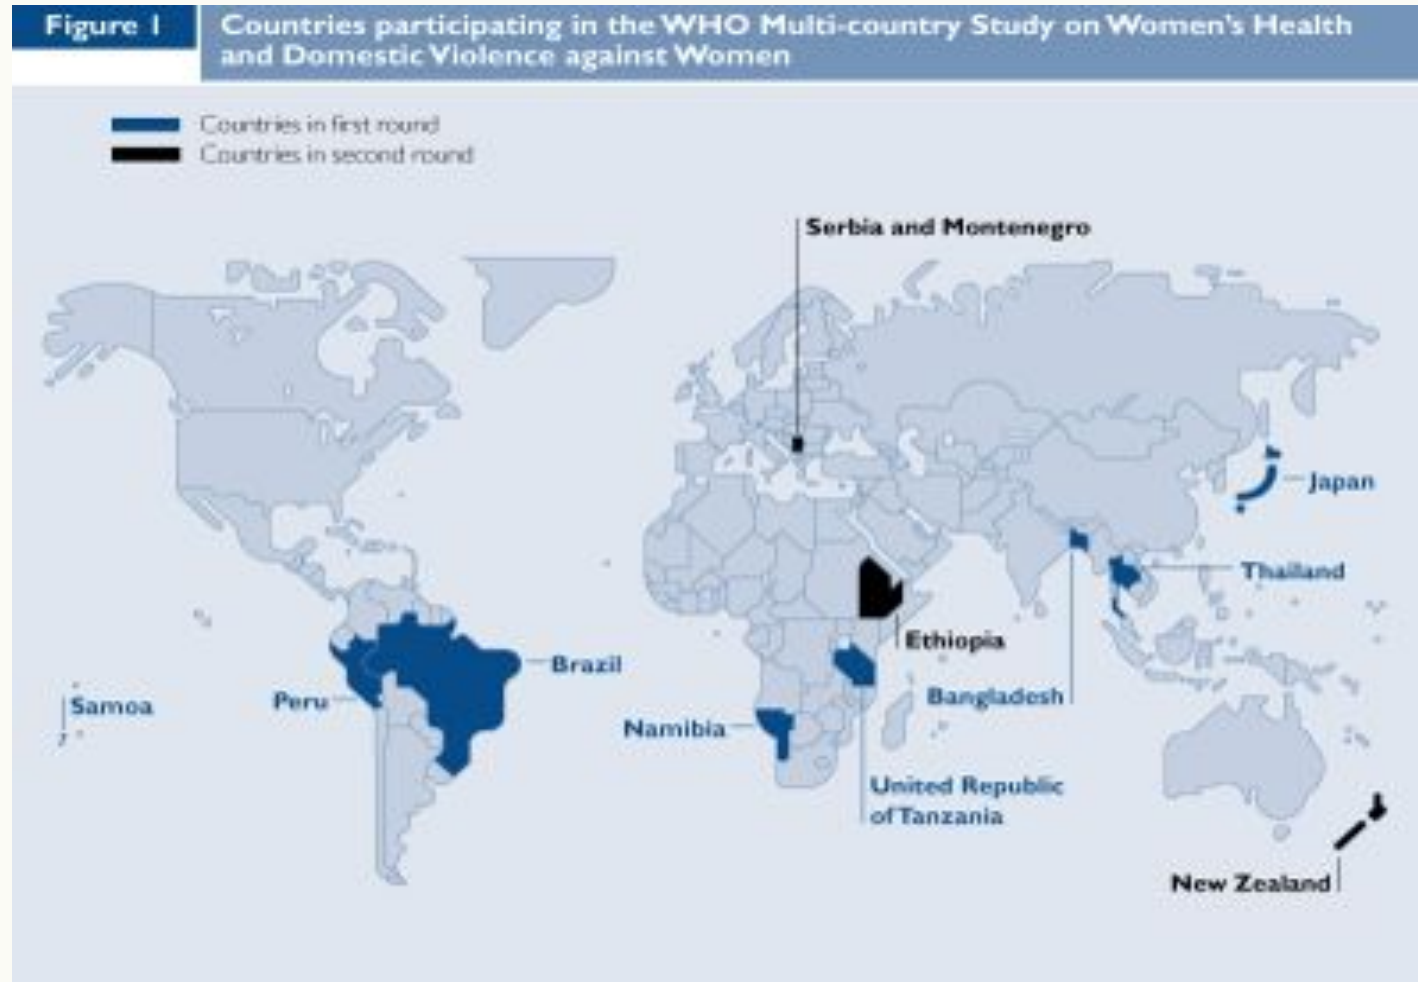 Figure 1
Countries participating in the WHO Multi-country Study on Women's Health
and Domestic Violence against Women
Countries in first round
Countries in second round
Serbia and Montenegro
Japan
Thailand
Ethiopia
Brazil
Bangladesh
Peru
Samoa
Namibia
United Republic
of Tanzania
New Zealand